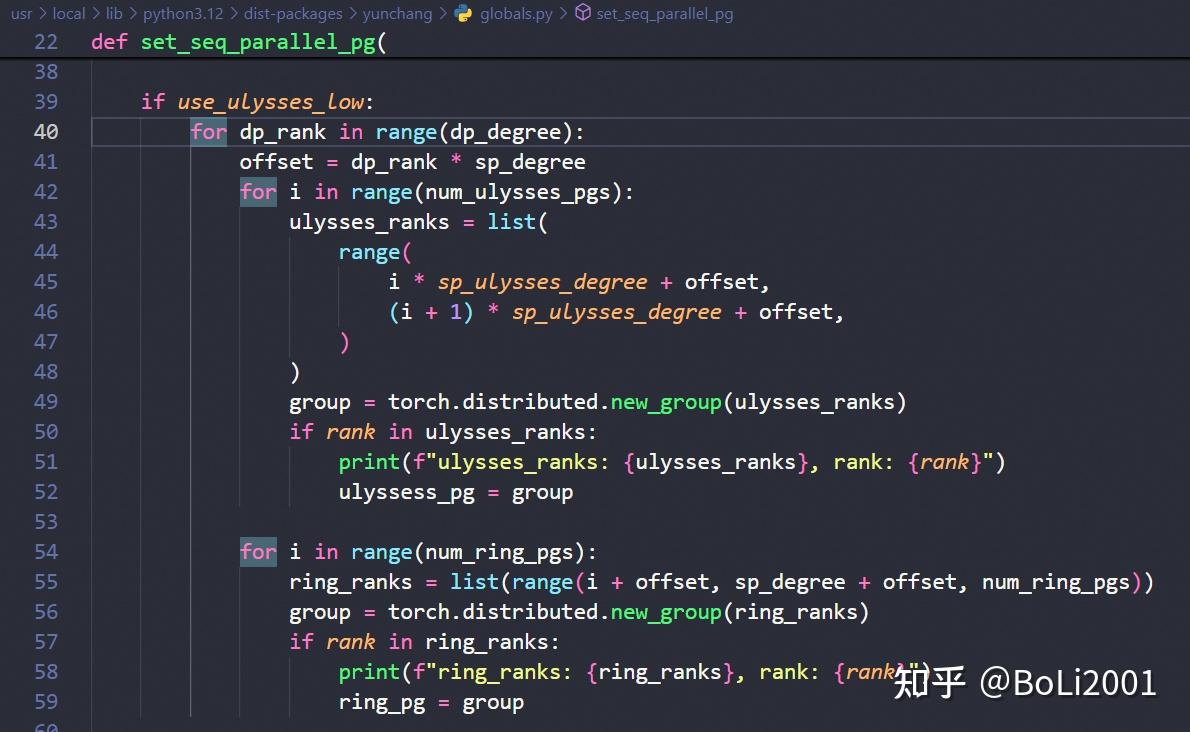 usr > local > lib > python3.12 > dist-packages > yunchang > globals.py > set_seq_parallel_pg
22 def set_seq_parallel_pg(
38
39     if use_ulysses_low:
40         for dp_rank in range(dp_degree):
41             offset = dp_rank * sp_degree
42             for i in range(num_ulysses_pgs):
43                 ulysses_ranks = list(
44                     range(
45                         i * sp_ulysses_degree + offset,
46                         (i + 1) * sp_ulysses_degree + offset,
47                     )
48                 )
49                 group = torch.distributed.new_group(ulysses_ranks)
50                 if rank in ulysses_ranks:
51                     print(f"ulysses_ranks: {ulysses_ranks}, rank: {rank}")
52                     ulyssess_pg = group
53
54             for i in range(num_ring_pgs):
55                 ring_ranks = list(range(i + offset, sp_degree + offset, num_ring_pgs))
56                 group = torch.distributed.new_group(ring_ranks)
57                 if rank in ring_ranks:
58                     print(f"ring_ranks: {ring_ranks}, rank: {rank}")
59                     ring_pg = group
60
知乎 @BoLi2001